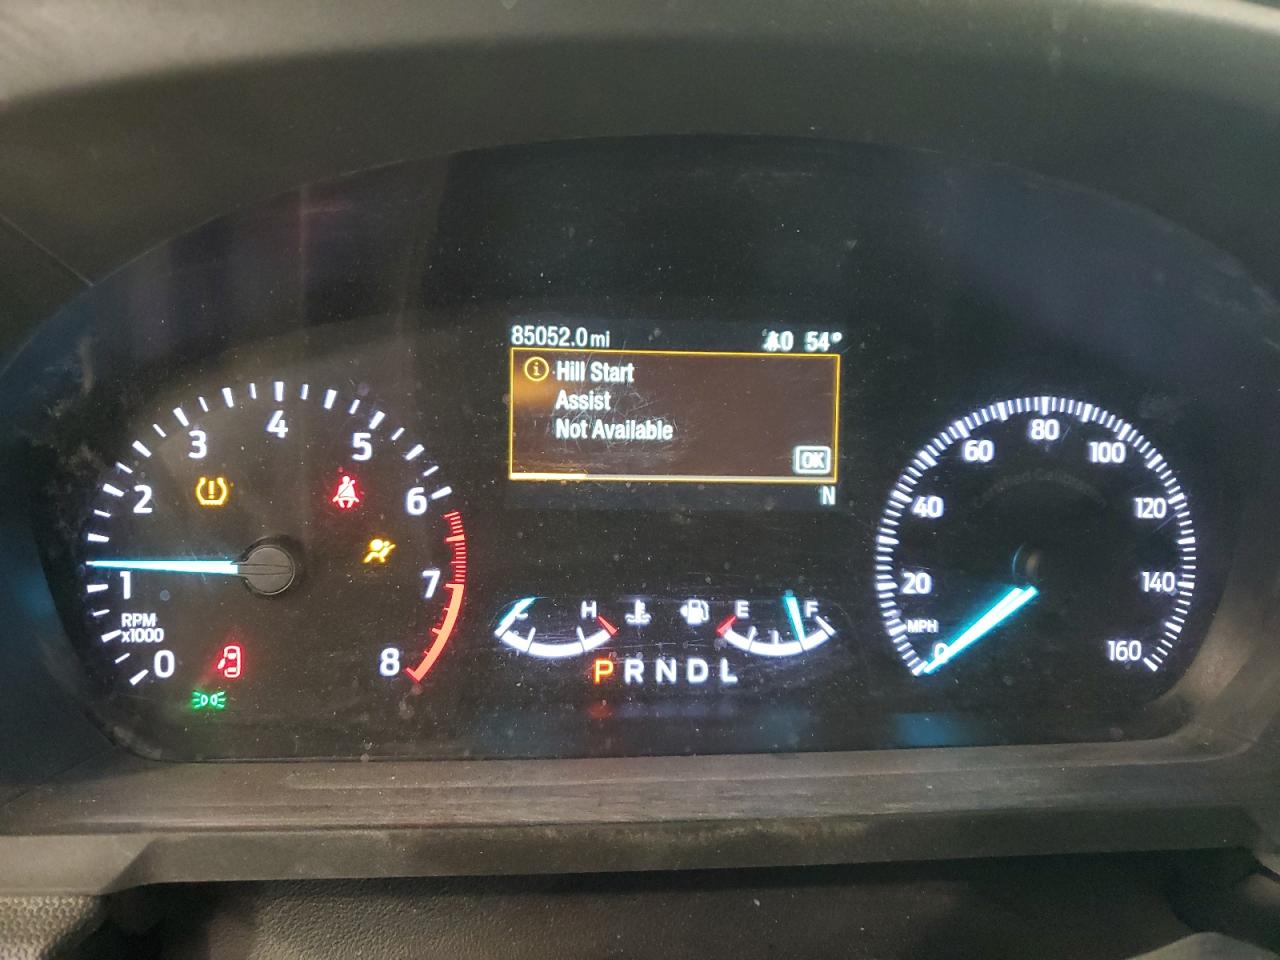 85052.0 mi 0 54°
Hill Start
Assist
Not Available
OK
N
0 1 2 3 4 5 6 7 8
RPM
x1000
H
E F
P R N D L
0 20 40 60 80 100 120 140 160
MPH